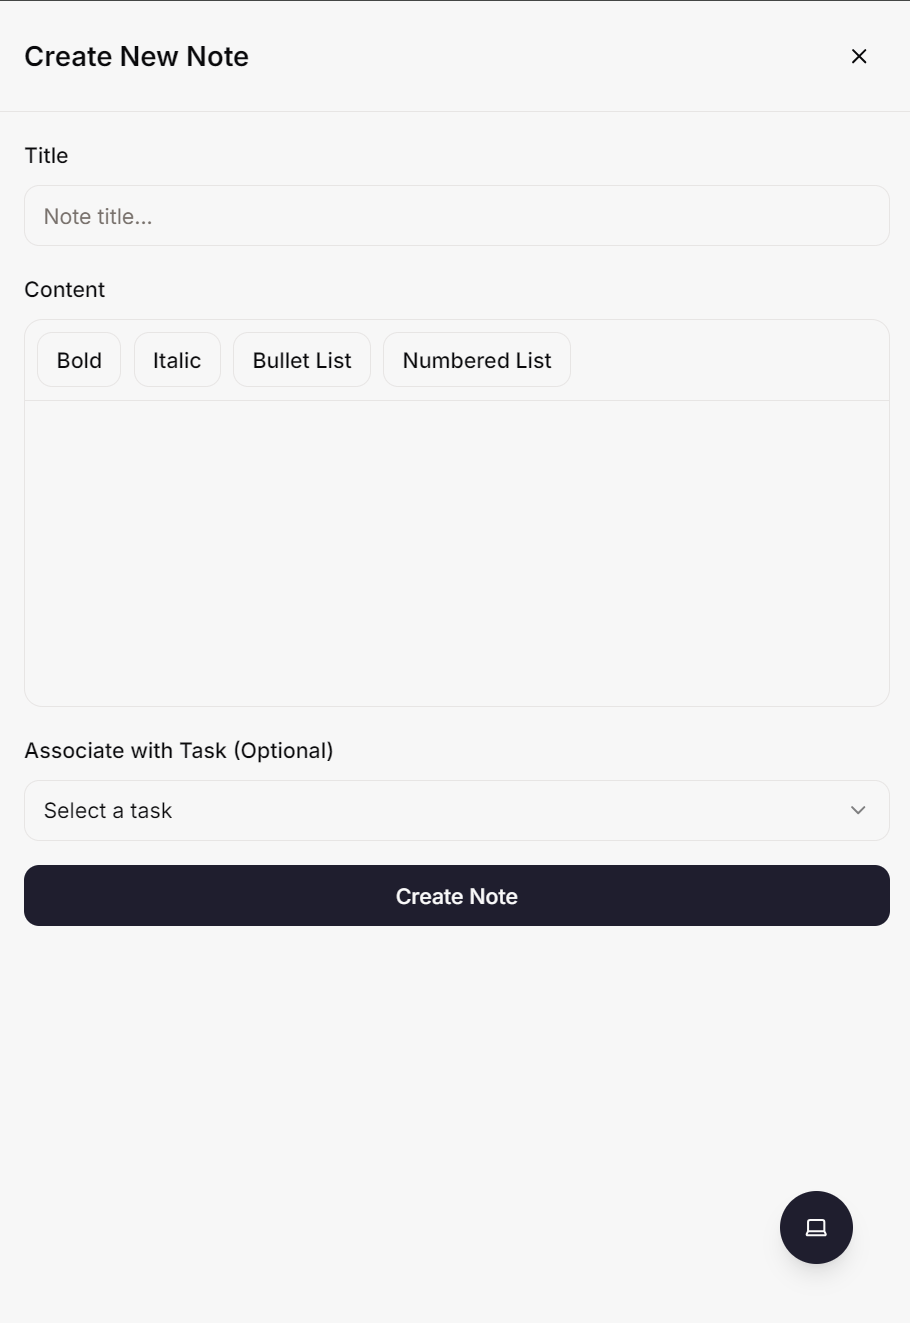 Create New Note
Title
Note title...
Content
Bold Italic Bullet List Numbered List
Associate with Task (Optional)
Select a task
Create Note